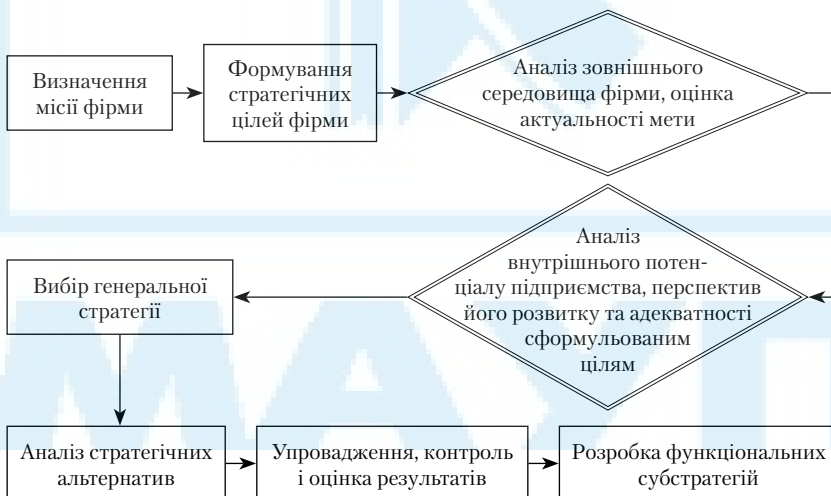 Визначення
місії фірми
Формування
стратегічних
цілей фірми
Аналіз зовнішнього
середовища фірми, оцінка
актуальності мети
Аналіз
внутрішнього потен-
ціалу підприємства, перспектив
його розвитку та адекватності
сформульованим
цілям
Вибір генеральної
стратегії
Аналіз стратегічних
альтернатив
Упровадження, контроль
і оцінка результатів
Розробка функціональних
субстратегій
МАУП